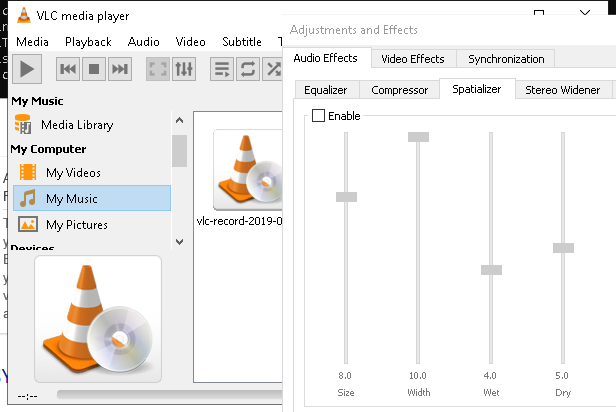 VLC media player
Media Playback Audio Video Subtitle
My Music
Media Library
My Computer
My Videos
My Music
My Pictures
Devices
vlc-record-2019-0
--:--
Adjustments and Effects
Audio Effects Video Effects Synchronization
Equalizer Compressor Spatializer Stereo Widener
Enable
8.0 10.0 4.0 5.0
Size Width Wet Dry